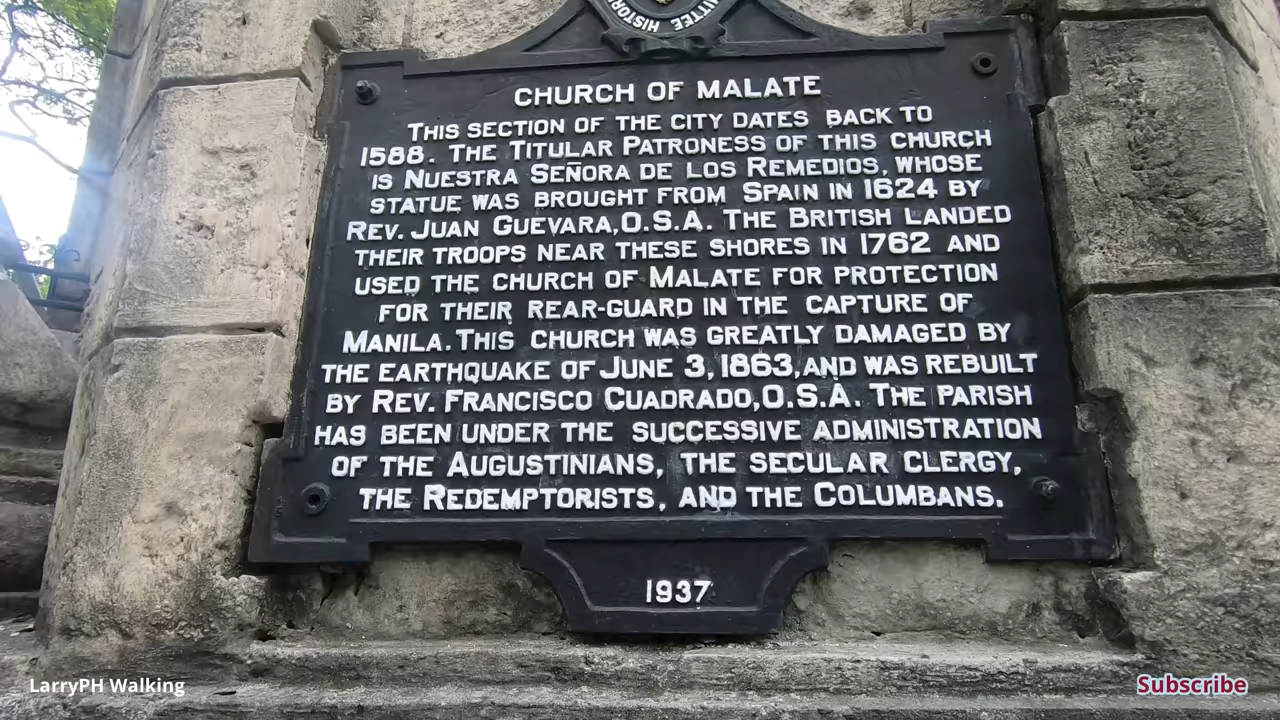 HISTOR
MITTEE
CHURCH OF MALATE
THIS SECTION OF THE CITY DATES BACK TO
1588. THE TITULAR PATRONESS OF THIS CHURCH
IS NUESTRA SEÑORA DE LOS REMEDIOS, WHOSE
STATUE WAS BROUGHT FROM SPAIN IN 1624 BY
REV. JUAN GUEVARA, O.S.A. THE BRITISH LANDED
THEIR TROOPS NEAR THESE SHORES IN 1762 AND
USED THE CHURCH OF MALATE FOR PROTECTION
FOR THEIR REAR-GUARD IN THE CAPTURE OF
MANILA. THIS CHURCH WAS GREATLY DAMAGED BY
THE EARTHQUAKE OF JUNE 3, 1863, AND WAS REBUILT
BY REV. FRANCISCO CUADRADO, O.S.A. THE PARISH
HAS BEEN UNDER THE SUCCESSIVE ADMINISTRATION
OF THE AUGUSTINIANS, THE SECULAR CLERGY,
THE REDEMPTORISTS, AND THE COLUMBANS.
1937
LarryPH Walking
Subscribe